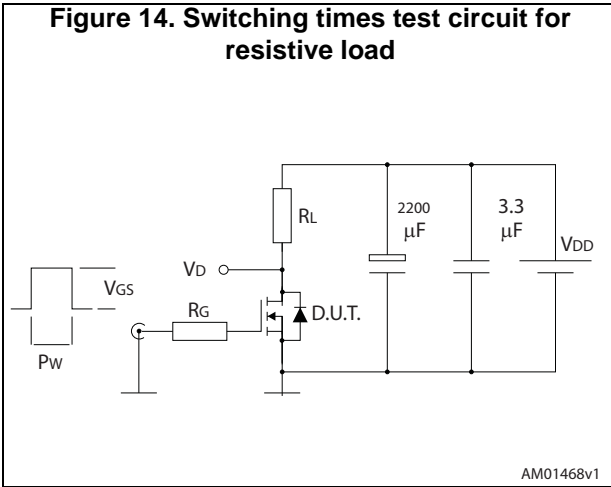 Figure 14. Switching times test circuit for
resistive load
RL
2200
μF
3.3
μF
VDD
VD
VGS
RG
D.U.T.
PW
AM01468v1